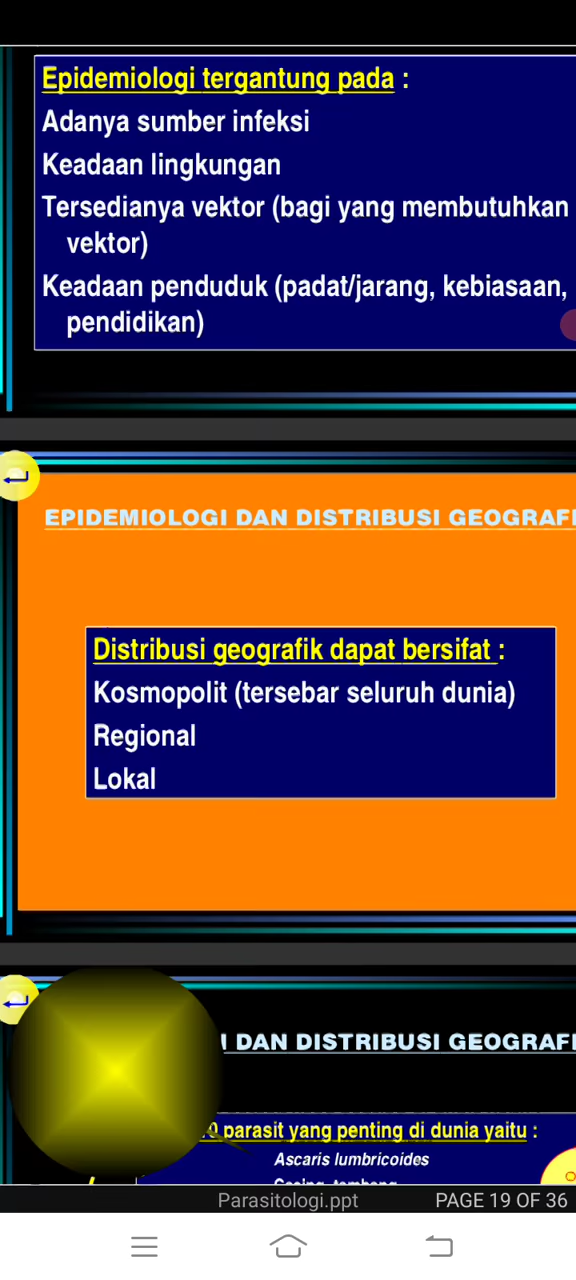 Epidemiologi tergantung pada :
Adanya sumber infeksi
Keadaan lingkungan
Tersedianya vektor (bagi yang membutuhkan
vektor)
Keadaan penduduk (padat/jarang, kebiasaan,
pendidikan)
EPIDEMIOLOGI DAN DISTRIBUSI GEOGRAFI
Distribusi geografik dapat bersifat :
Kosmopolit (tersebar seluruh dunia)
Regional
Lokal
DAN DISTRIBUSI GEOGRAFI
parasit yang penting di dunia yaitu :
Ascaris lumbricoides
Parasitologi.ppt
PAGE 19 OF 36